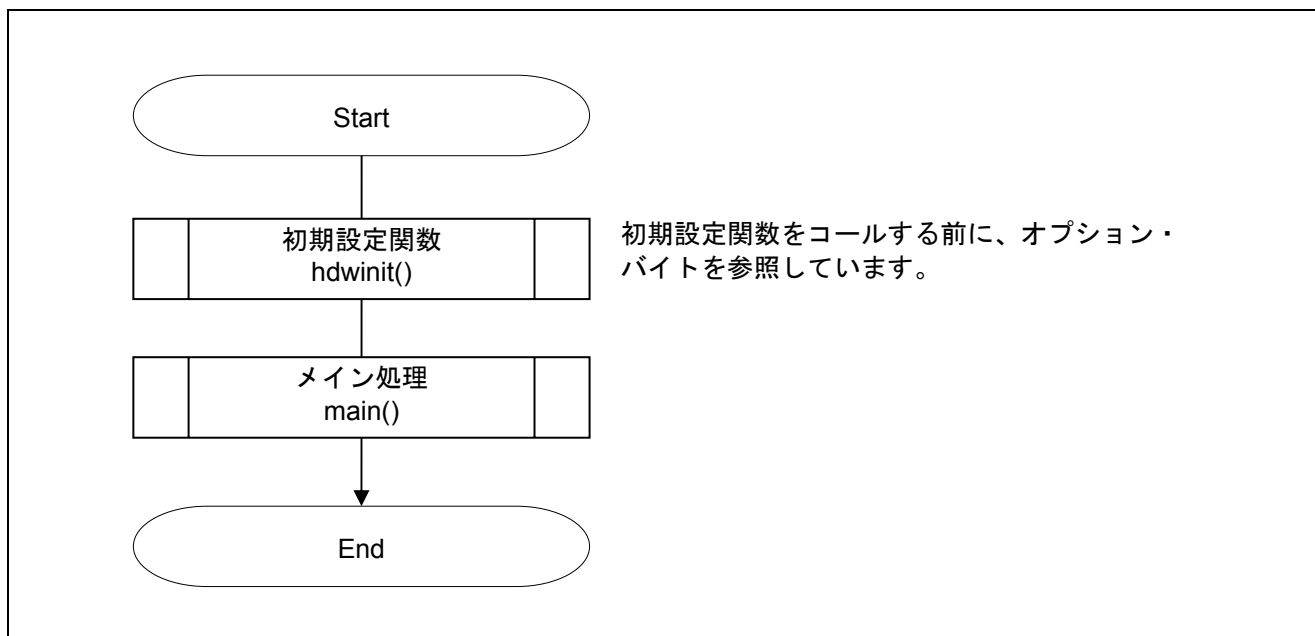 Start
初期設定関数
hdwinit()
初期設定関数をコールする前に、オプション・
バイトを参照しています。
メイン処理
main()
End